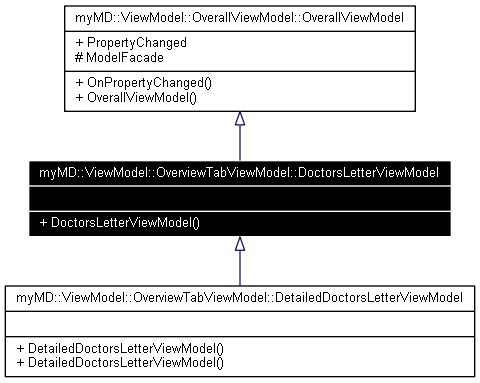 myMD::ViewModel::OverallViewModel::OverallViewModel
+ PropertyChanged
# ModelFacade
+ OnPropertyChanged()
+ OverallViewModel()
myMD::ViewModel::OverviewTabViewModel::DoctorsLetterViewModel
+ DoctorsLetterViewModel()
myMD::ViewModel::OverviewTabViewModel::DetailedDoctorsLetterViewModel
+ DetailedDoctorsLetterViewModel()
+ DetailedDoctorsLetterViewModel()